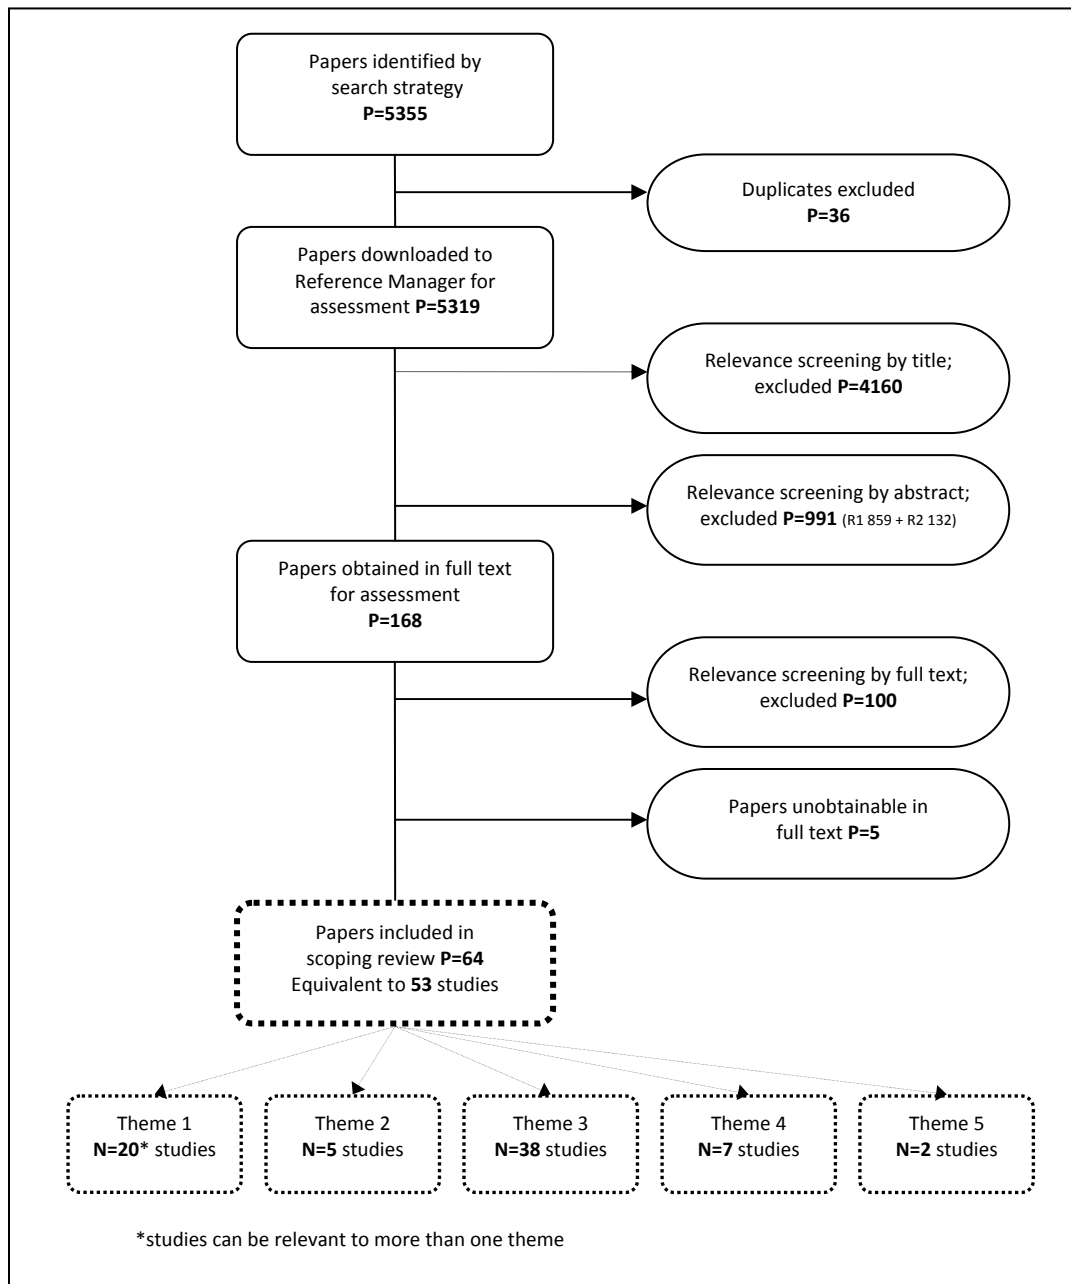 Papers identified by
search strategy
P=5355
Duplicates excluded
P=36
Papers downloaded to
Reference Manager for
assessment P=5319
Relevance screening by title;
excluded P=4160
Relevance screening by abstract;
excluded P=991 (R1 859 + R2 132)
Papers obtained in full text
for assessment
P=168
Relevance screening by full text;
excluded P=100
Papers unobtainable in
full text P=5
Papers included in
scoping review P=64
Equivalent to 53 studies
Theme 1
N=20* studies
Theme 2
N=5 studies
Theme 3
N=38 studies
Theme 4
N=7 studies
Theme 5
N=2 studies
*studies can be relevant to more than one theme